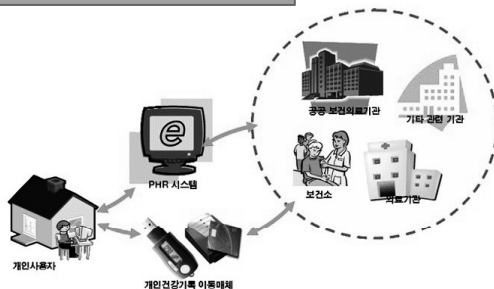 공공 보건의료기관
기타 관련 기관
e
PHR 시스템
보건소
의료기관
개인사용자
개인건강기록 이동매체